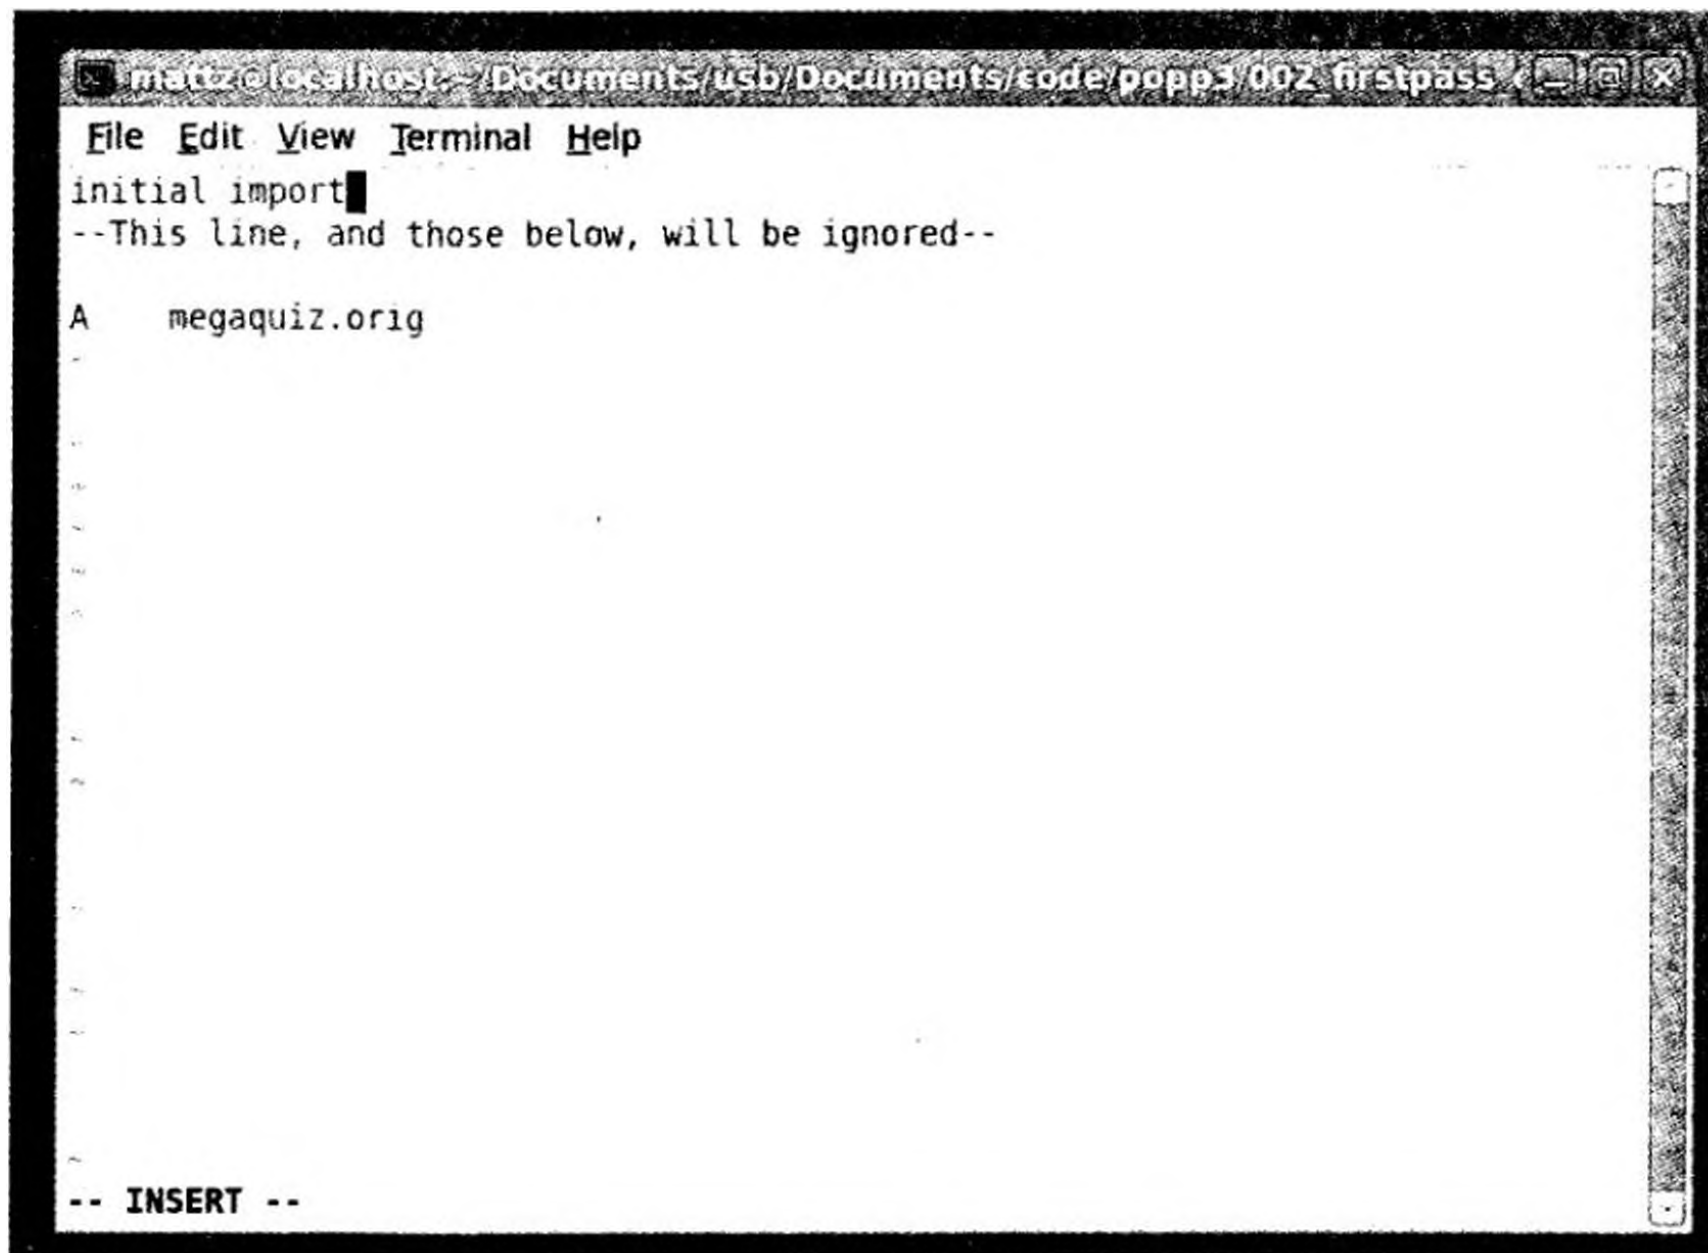 mattz@localhost:~/Documents/usb/Documents/code/popp3/002_firstpass_
File Edit View Terminal Help
initial import
--This line, and those below, will be ignored--
A megaquiz.orig
~
~
~
~
~
~
~
~
~
~
~
~
-- INSERT --